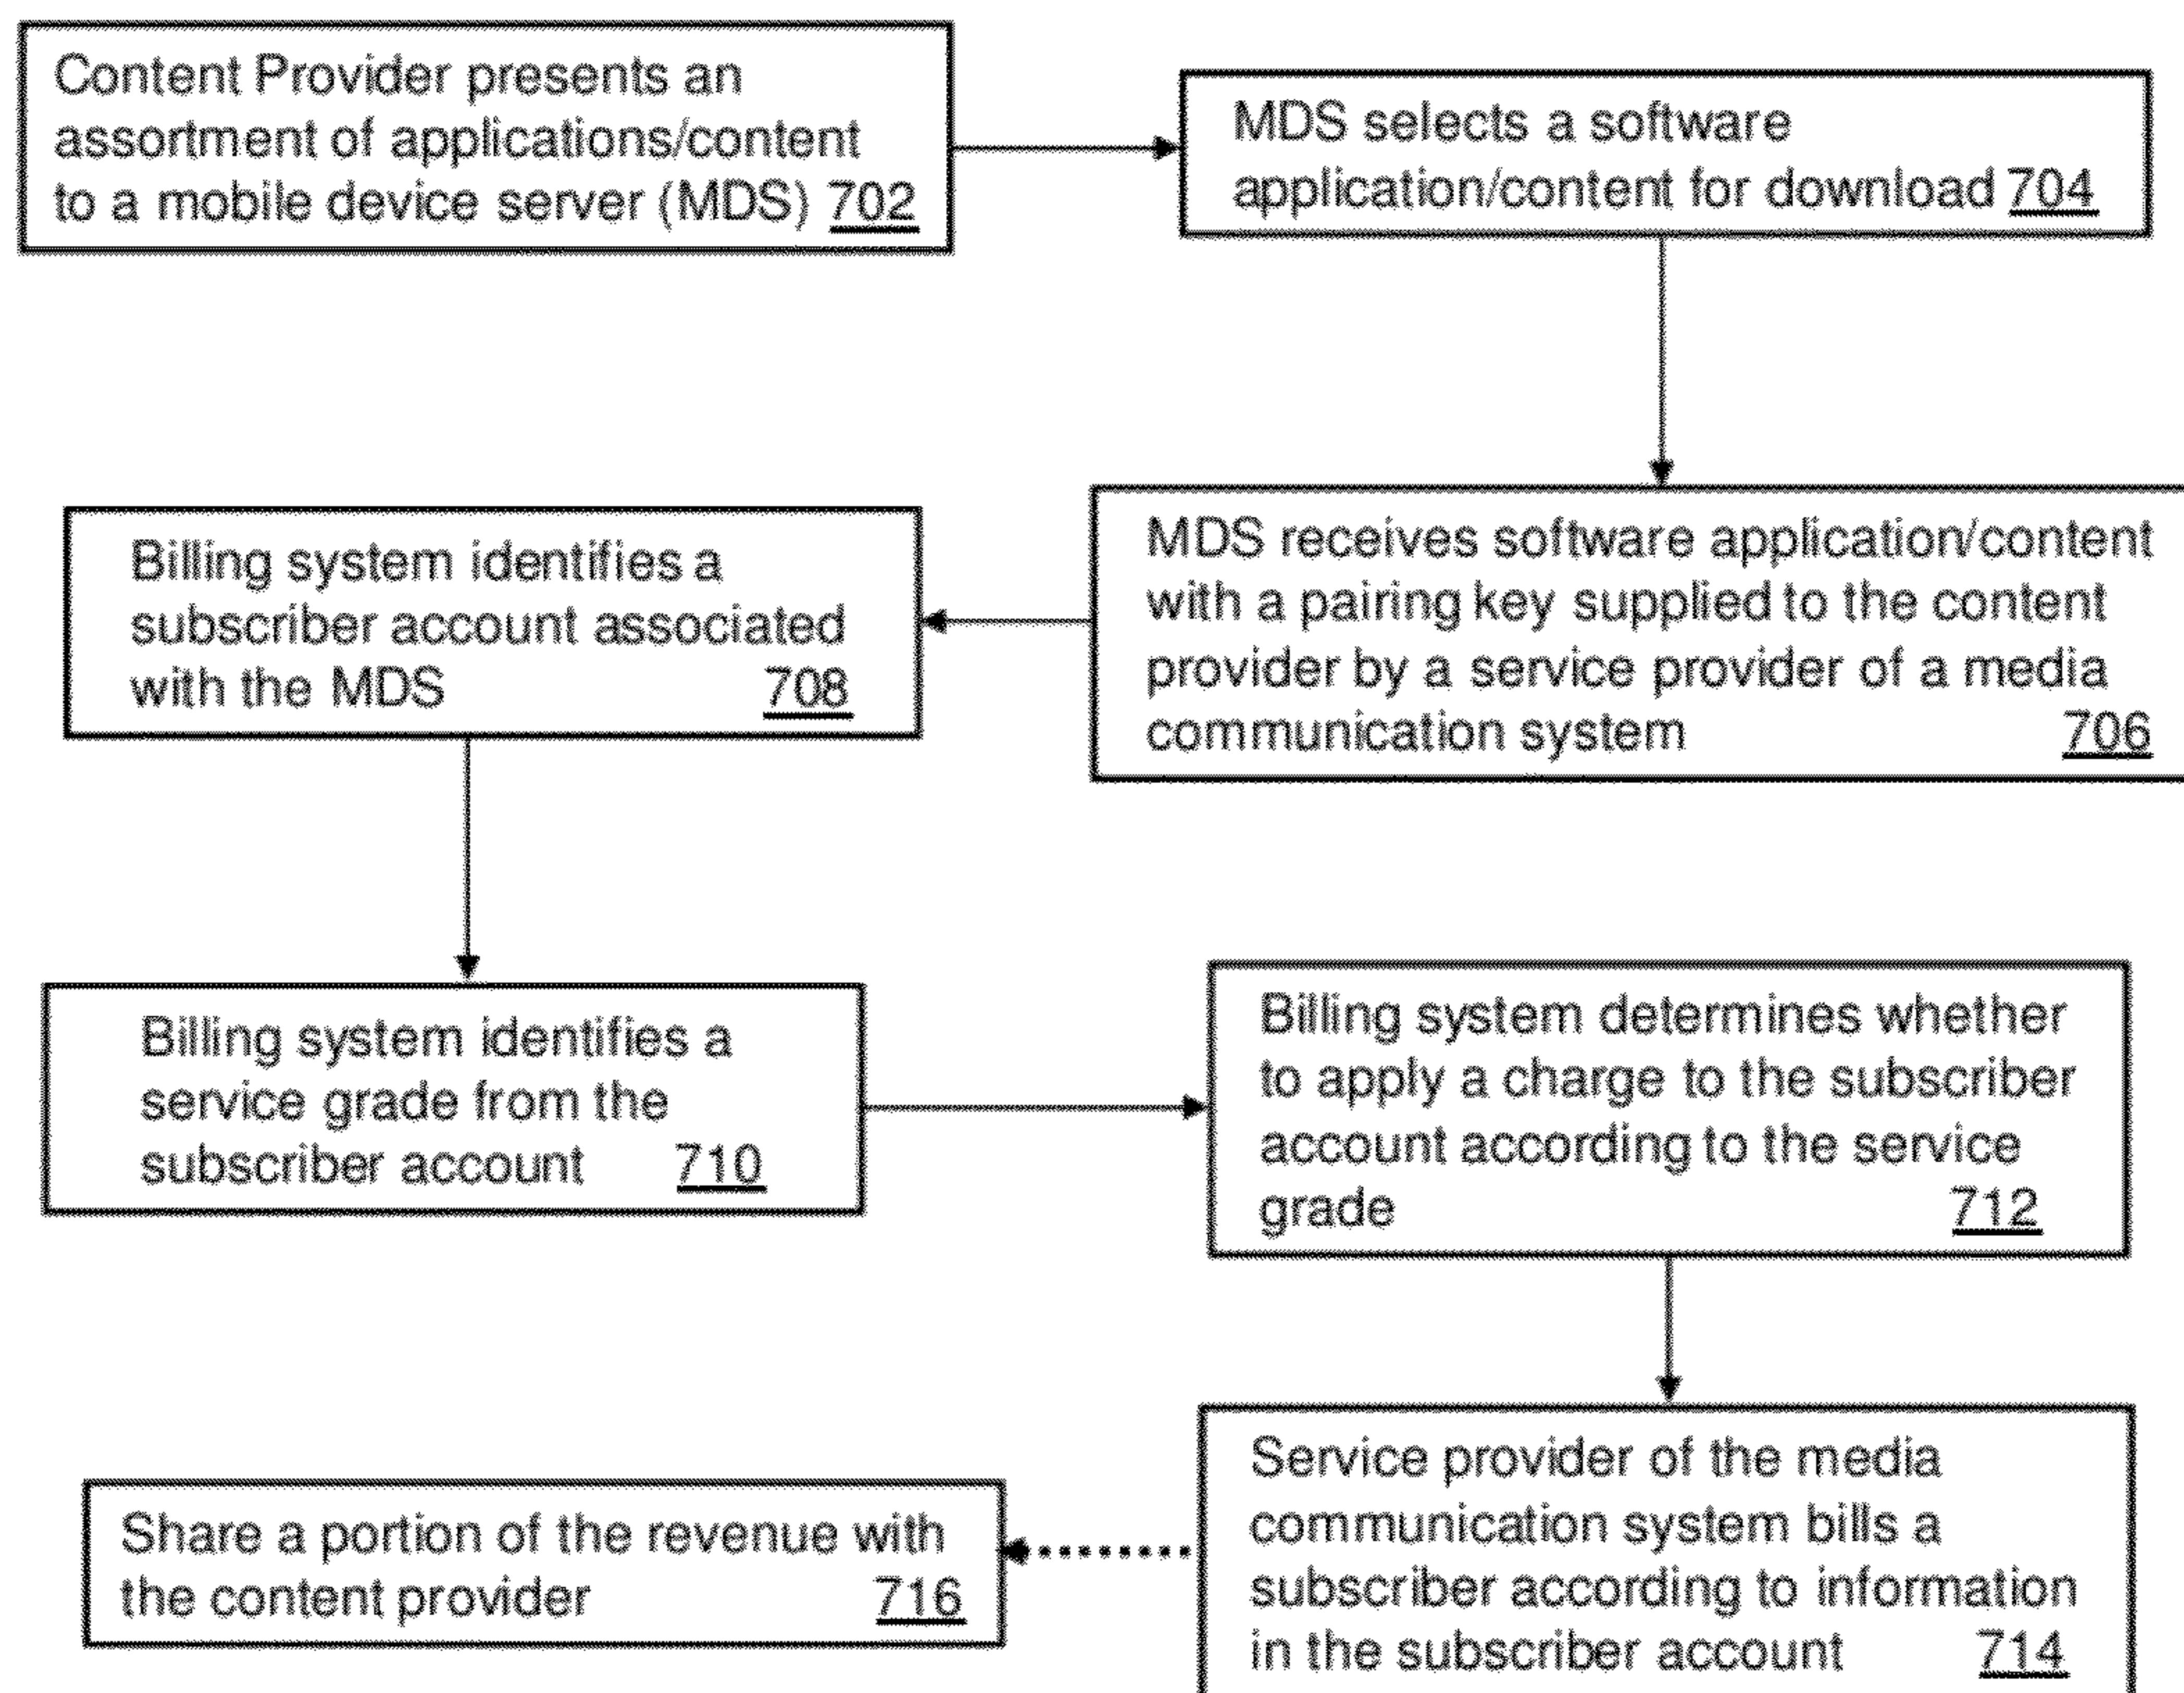 Content Provider presents an
assortment of applications/content
to a mobile device server (MDS) 702
MDS selects a software
application/content for download 704
MDS receives software application/content
with a pairing key supplied to the content
provider by a service provider of a media
communication system 706
Billing system identifies a
subscriber account associated
with the MDS 708
Billing system identifies a
service grade from the
subscriber account 710
Billing system determines whether
to apply a charge to the subscriber
account according to the service
grade 712
Service provider of the media
communication system bills a
subscriber according to information
in the subscriber account 714
Share a portion of the revenue with
the content provider 716